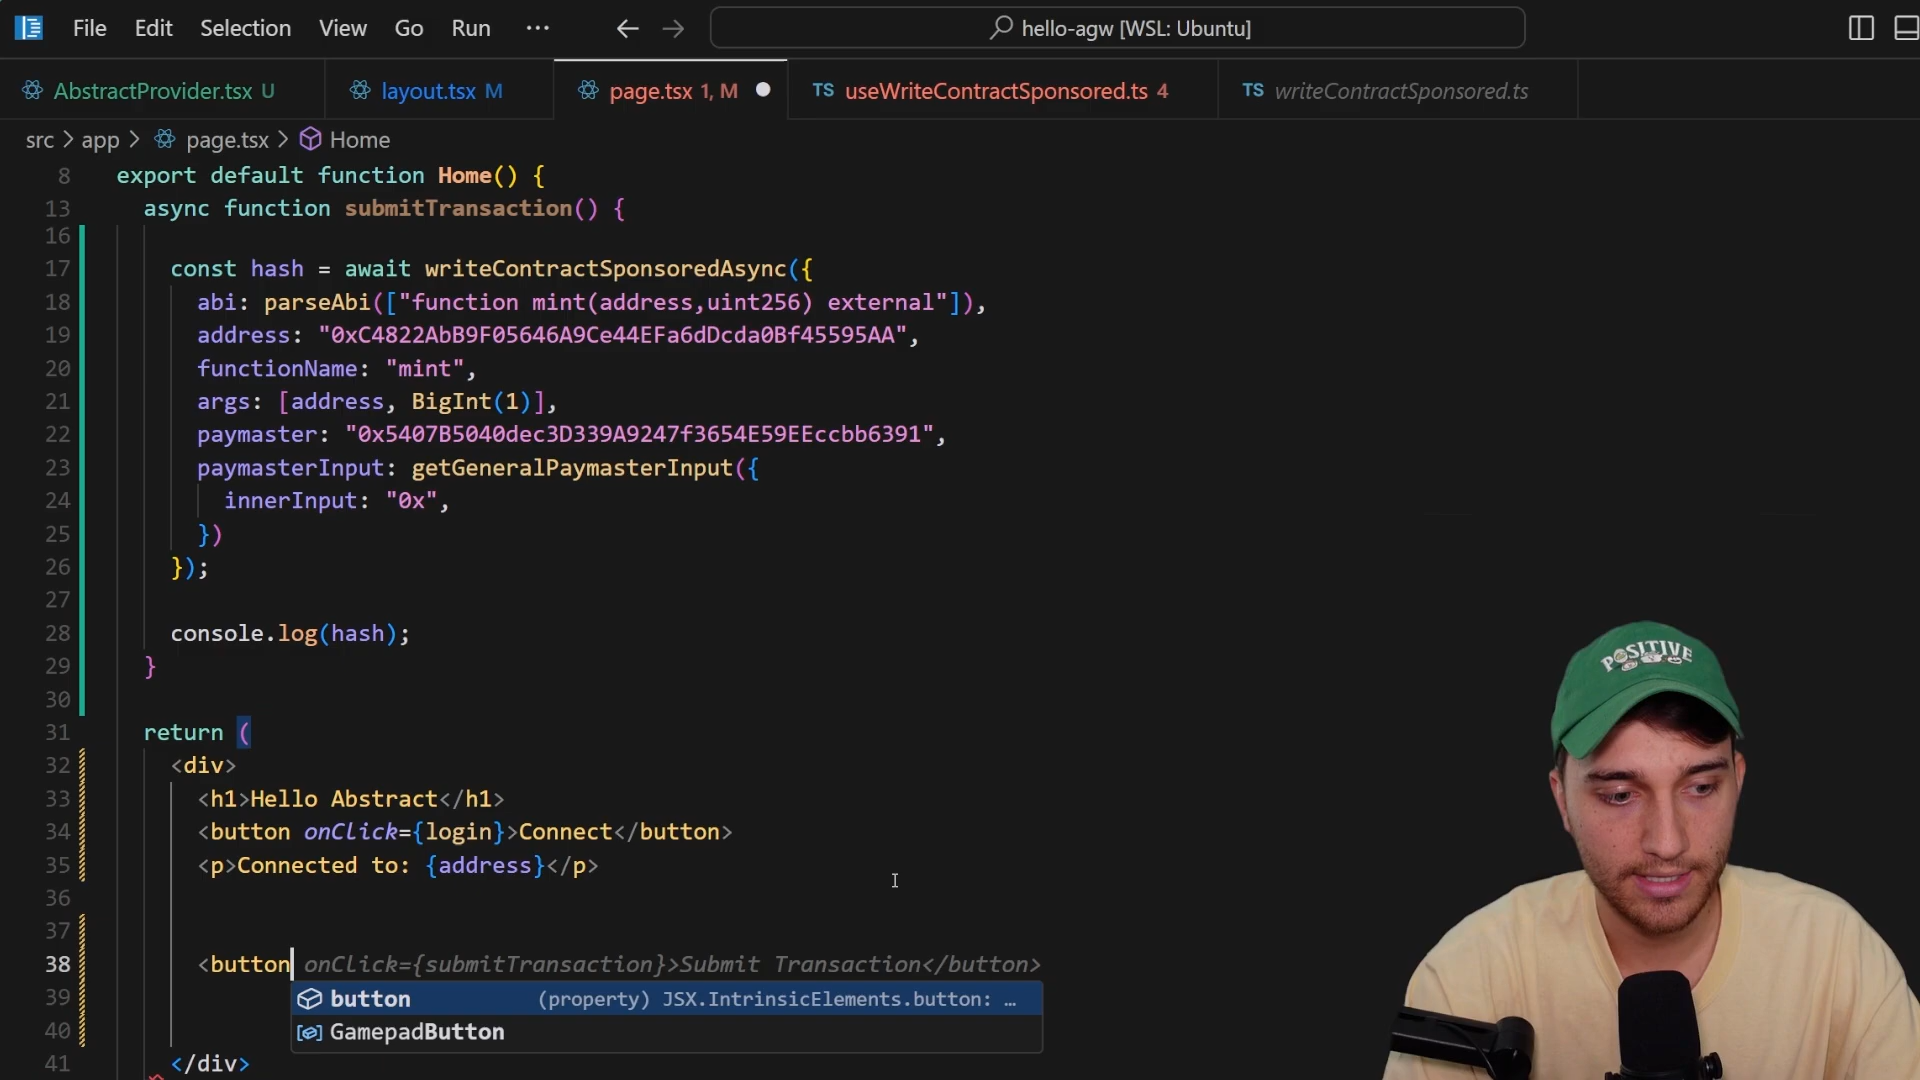 File Edit Selection View Go Run ··· hello-agw [WSL: Ubuntu]
AbstractProvider.tsx U layout.tsx M page.tsx 1, M TS useWriteContractSponsored.ts 4 TS writeContractSponsored.ts
src > app > page.tsx > Home
8 export default function Home() {
13 async function submitTransaction() {
16
17 const hash = await writeContractSponsoredAsync({
18 abi: parseAbi(["function mint(address,uint256) external"]),
19 address: "0xC4822AbB9F05646A9Ce44EFa6dDcda0Bf45595AA",
20 functionName: "mint",
21 args: [address, BigInt(1)],
22 paymaster: "0x5407B5040dec3D339A9247f3654E59EEccbb6391",
23 paymasterInput: getGeneralPaymasterInput({
24 innerInput: "0x",
25 })
26 });
27
28 console.log(hash);
29 }
30
31 return (
32 <div>
33 <h1>Hello Abstract</h1>
34 <button onClick={login}>Connect</button>
35 <p>Connected to: {address}</p>
36
37
38 <button onClick={submitTransaction}>Submit Transaction</button>
39 button (property) JSX.IntrinsicElements.button: …
40 GamepadButton
41 </div>
POSITIVE